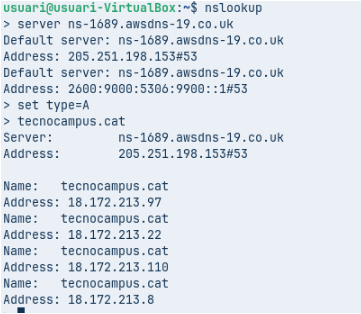 usuari@usuari-VirtualBox:~$ nslookup
> server ns-1689.awsdns-19.co.uk
Default server: ns-1689.awsdns-19.co.uk
Address: 205.251.198.153#53
Default server: ns-1689.awsdns-19.co.uk
Address: 2600:9000:5306:9900::1#53
> set type=A
> tecnocampus.cat
Server: ns-1689.awsdns-19.co.uk
Address: 205.251.198.153#53
Name: tecnocampus.cat
Address: 18.172.213.97
Name: tecnocampus.cat
Address: 18.172.213.22
Name: tecnocampus.cat
Address: 18.172.213.110
Name: tecnocampus.cat
Address: 18.172.213.8